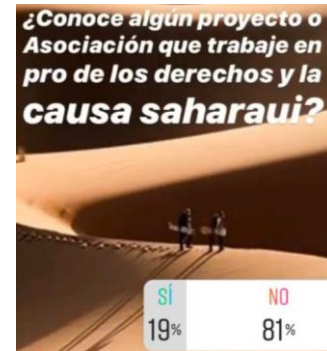 ¿Conoce algún proyecto o
Asociación que trabaje en
pro de los derechos y la
causa saharaui?
SÍ NO
19% 81%